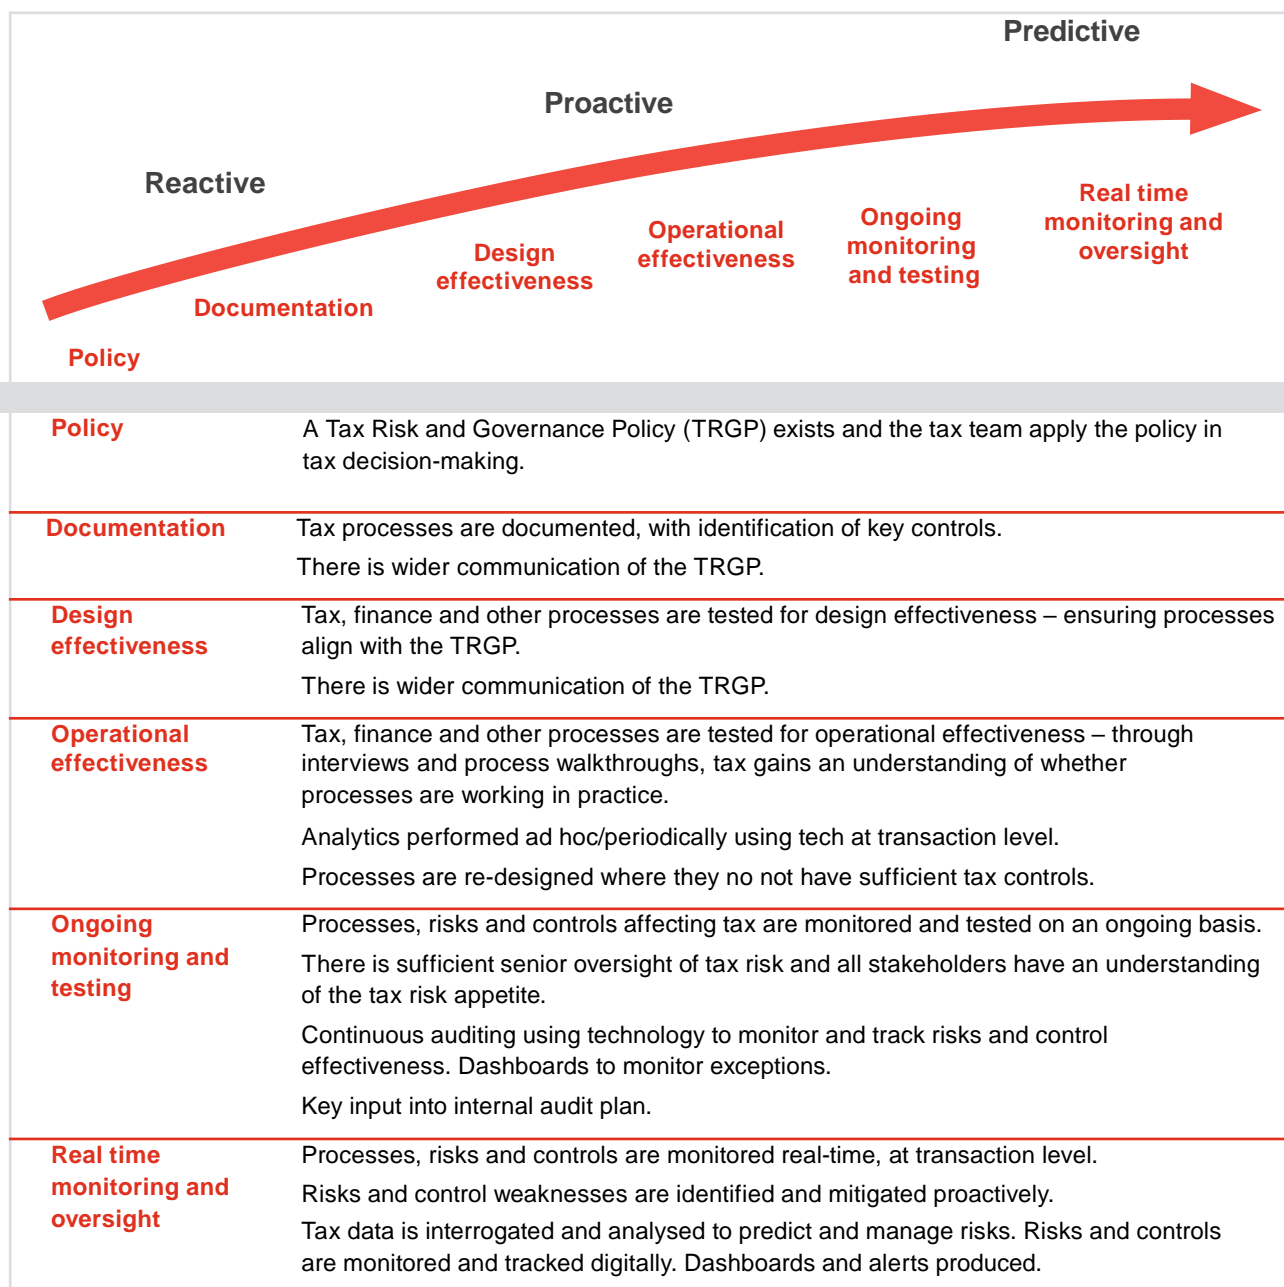 Predictive
Proactive
Reactive
Real time
monitoring and
oversight
Ongoing
monitoring
and testing
Operational
effectiveness
Design
effectiveness
Documentation
Policy
Policy
A Tax Risk and Governance Policy (TRGP) exists and the tax team apply the policy in
tax decision-making.
Documentation
Tax processes are documented, with identification of key controls.
There is wider communication of the TRGP.
Design
effectiveness
Tax, finance and other processes are tested for design effectiveness – ensuring processes
align with the TRGP.
There is wider communication of the TRGP.
Operational
effectiveness
Tax, finance and other processes are tested for operational effectiveness – through
interviews and process walkthroughs, tax gains an understanding of whether
processes are working in practice.
Analytics performed ad hoc/periodically using tech at transaction level.
Processes are re-designed where they no not have sufficient tax controls.
Ongoing
monitoring and
testing
Processes, risks and controls affecting tax are monitored and tested on an ongoing basis.
There is sufficient senior oversight of tax risk and all stakeholders have an understanding
of the tax risk appetite.
Continuous auditing using technology to monitor and track risks and control
effectiveness. Dashboards to monitor exceptions.
Key input into internal audit plan.
Real time
monitoring and
oversight
Processes, risks and controls are monitored real-time, at transaction level.
Risks and control weaknesses are identified and mitigated proactively.
Tax data is interrogated and analysed to predict and manage risks. Risks and controls
are monitored and tracked digitally. Dashboards and alerts produced.